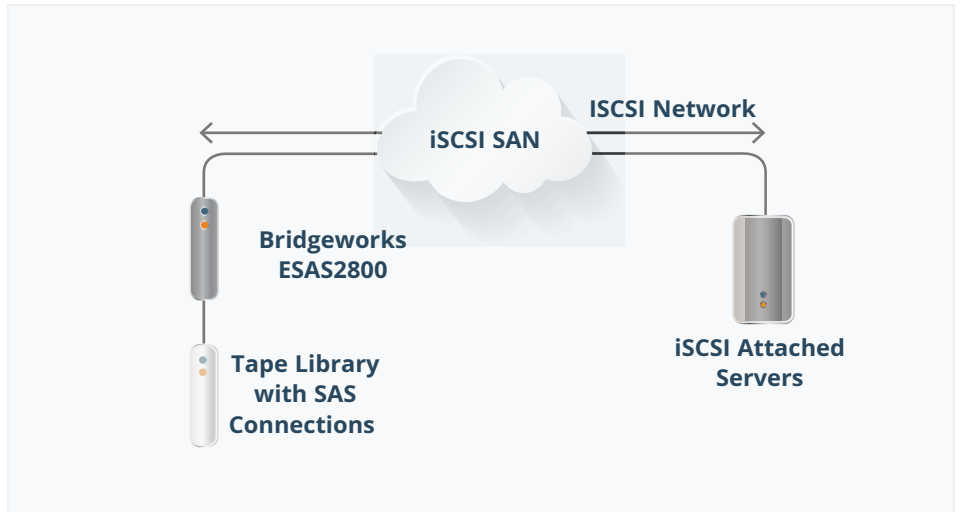 ISCSI Network
iSCSI SAN
Bridgeworks
ESAS2800
iSCSI Attached
Servers
Tape Library
with SAS
Connections